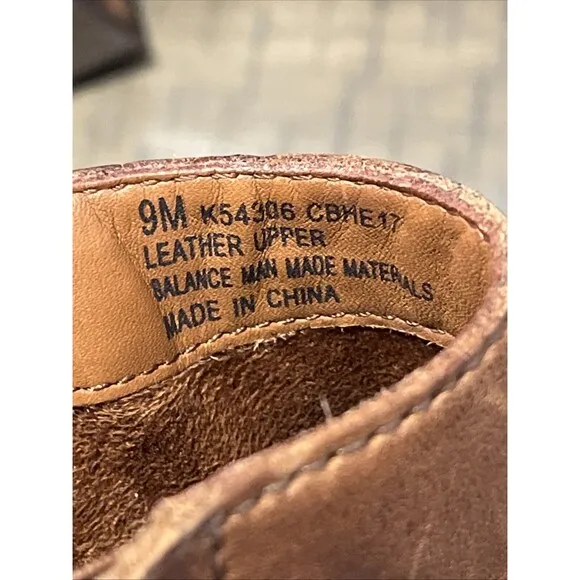 9M K54306 CBHE17
LEATHER UPPER
BALANCE MAN MADE MATERIALS
MADE IN CHINA